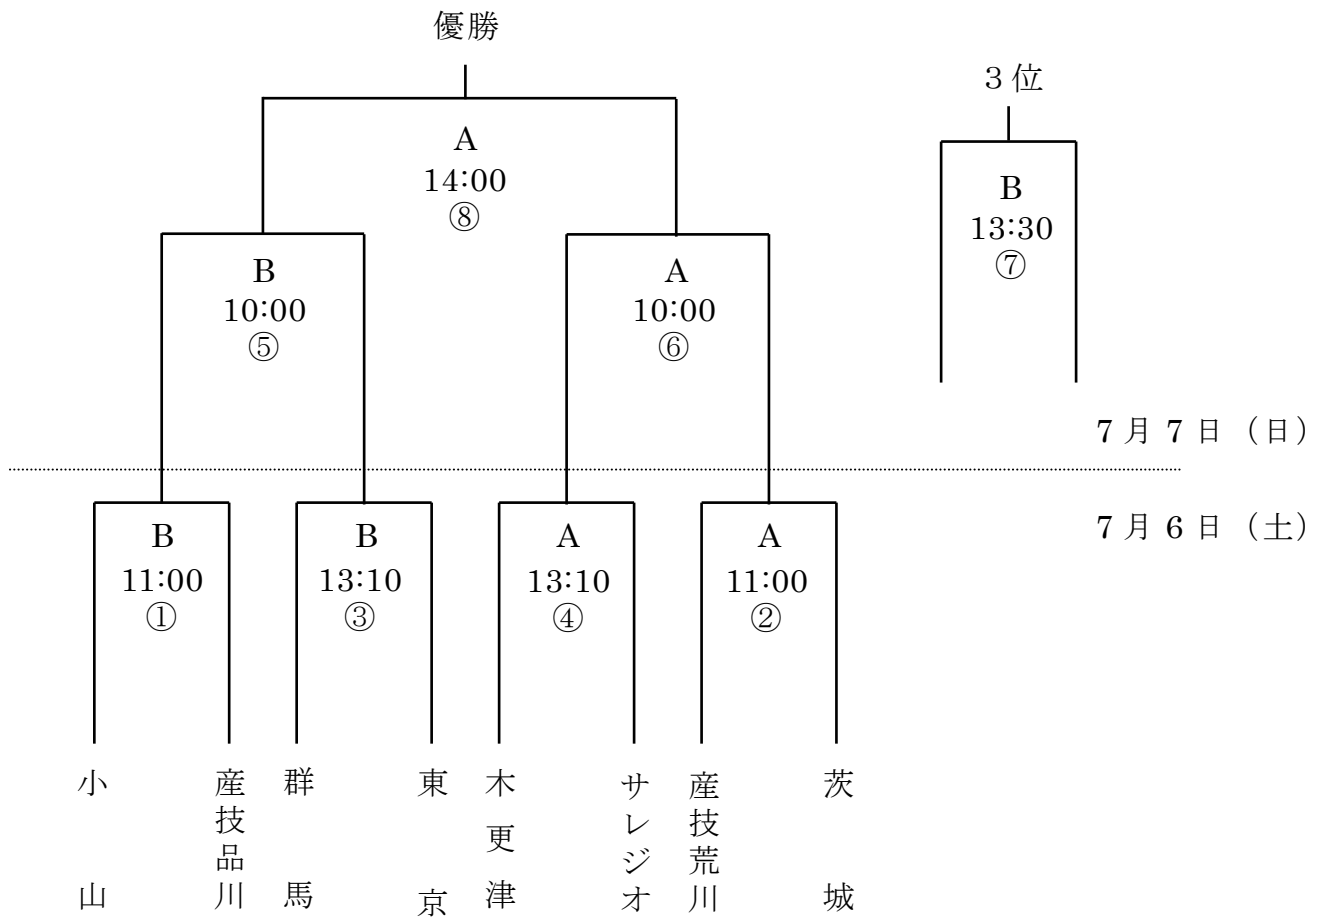 優勝
3位
A
14:00
⑧
B
13:30
⑦
B
10:00
⑤
A
10:00
⑥
7月7日(日)
7月6日(土)
B
11:00
①
B
13:10
③
A
13:10
④
A
11:00
②
小山
産技品川
群馬
東京
木更津
サレジオ
産技荒川
茨城